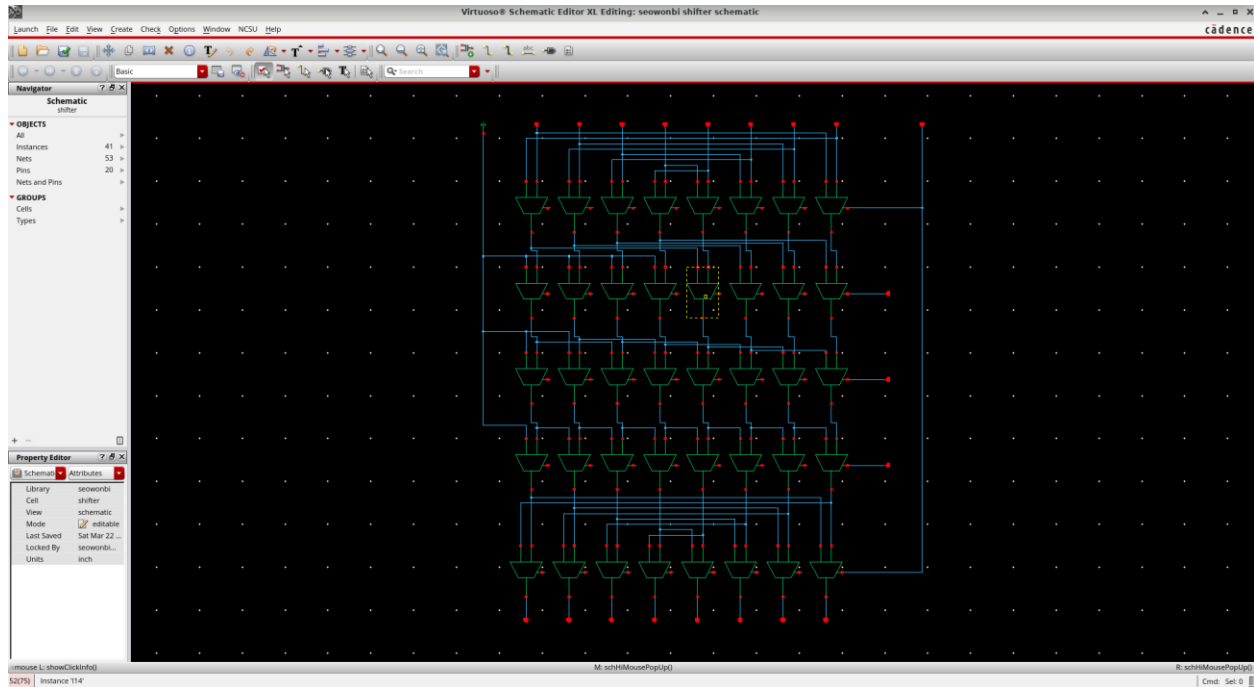 Virtuoso® Schematic Editor XL Editing: seowonbi shifter schematic
Launch File Edit View Create Check Options Window NCSU Help
cādence
Basic
Search
Navigator
Schematic
shifter
OBJECTS
All
Instances 41
Nets 53
Pins 20
Nets and Pins
GROUPS
Cells
Types
Property Editor
Schemati Attributes
Library seowonbi
Cell shifter
View schematic
Mode editable
Last Saved Sat Mar 22 ...
Locked By seowonbi...
Units inch
mouse L: showClickInfo() M: schHiMousePopUp() R: schHiMousePopUp()
52(75) Instance 'I14' Cmd: Sel: 0